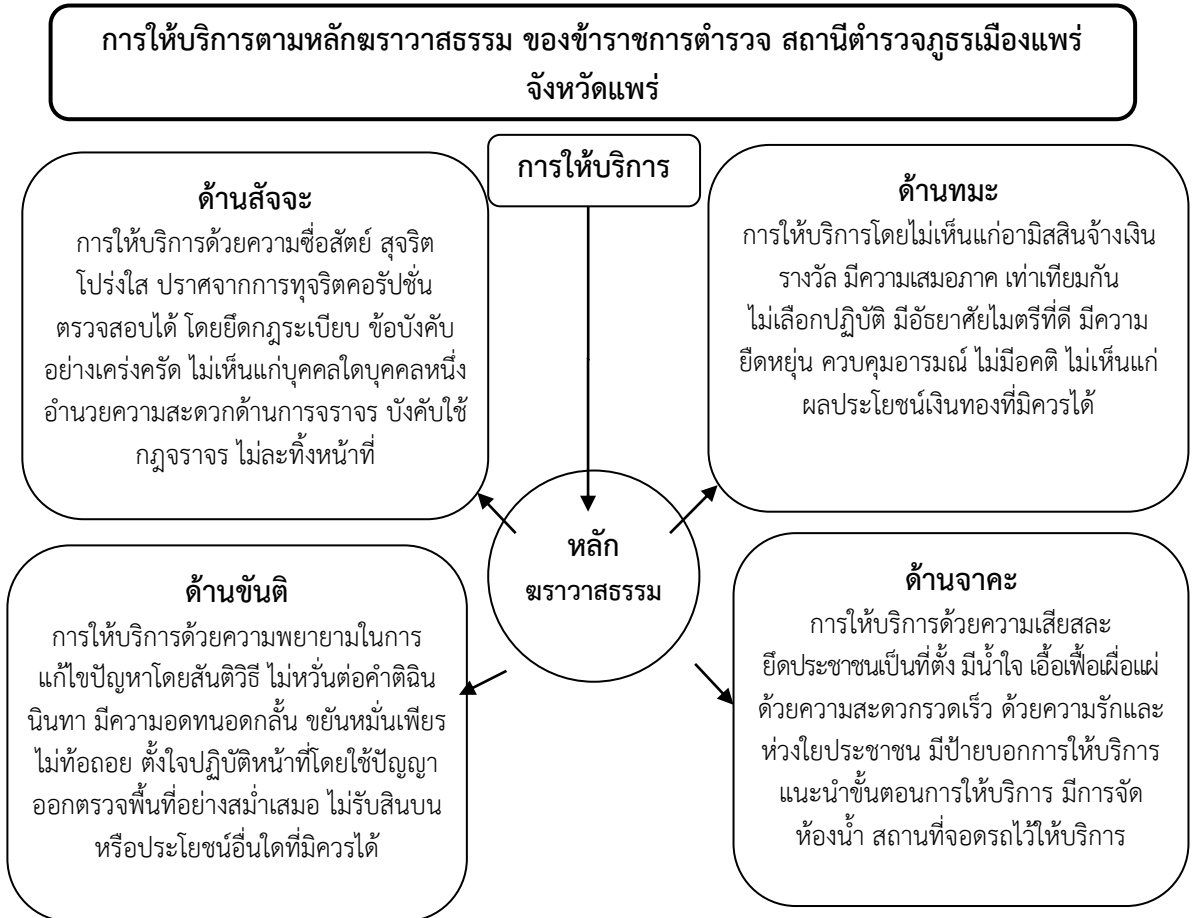 การให้บริการตามหลักฆราวาสธรรม ของข้าราชการตำรวจ สถานีตำรวจภูธรเมืองแพร่
จังหวัดแพร่
การให้บริการ
ด้านสัจจะ
การให้บริการด้วยความซื่อสัตย์ สุจริต
โปร่งใส ปราศจากการทุจริตคอรัปชั่น
ตรวจสอบได้ โดยยึดกฎระเบียบ ข้อบังคับ
อย่างเคร่งครัด ไม่เห็นแก่บุคคลใดบุคคลหนึ่ง
อำนวยความสะดวกด้านการจราจร บังคับใช้
กฎจราจร ไม่ละทิ้งหน้าที่
ด้านทมะ
การให้บริการโดยไม่เห็นแก่อามิสสินจ้างเงิน
รางวัล มีความเสมอภาค เท่าเทียมกัน
ไม่เลือกปฏิบัติ มีอัธยาศัยไมตรีที่ดี มีความ
ยืดหยุ่น ควบคุมอารมณ์ ไม่มีอคติ ไม่เห็นแก่
ผลประโยชน์เงินทองที่มิควรได้
หลัก
ฆราวาสธรรม
ด้านขันติ
การให้บริการด้วยความพยายามในการ
แก้ไขปัญหาโดยสันติวิธี ไม่หวั่นต่อคำติฉิน
นินทา มีความอดทนอดกลั้น ขยันหมั่นเพียร
ไม่ท้อถอย ตั้งใจปฏิบัติหน้าที่โดยใช้ปัญญา
ออกตรวจพื้นที่อย่างสม่ำเสมอ ไม่รับสินบน
หรือประโยชน์อื่นใดที่มิควรได้
ด้านจาคะ
การให้บริการด้วยความเสียสละ
ยึดประชาชนเป็นที่ตั้ง มีน้ำใจ เอื้อเฟื้อเผื่อแผ่
ด้วยความสะดวกรวดเร็ว ด้วยความรักและ
ห่วงใยประชาชน มีป้ายบอกการให้บริการ
แนะนำขั้นตอนการให้บริการ มีการจัด
ห้องน้ำ สถานที่จอดรถไว้ให้บริการ